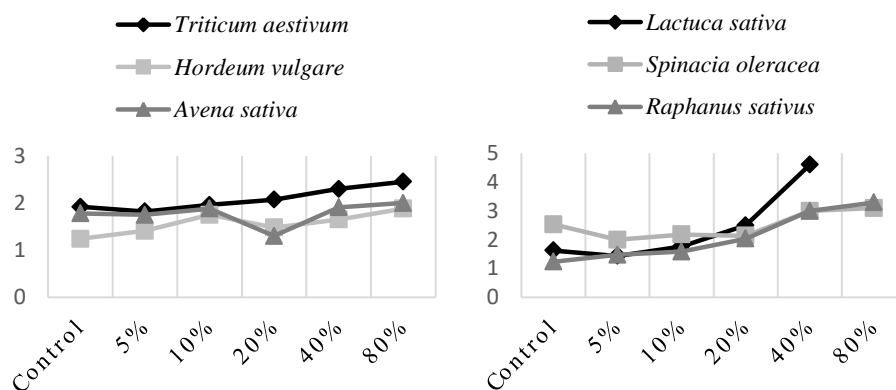 Triticum aestivum
Hordeum vulgare
Avena sativa
3
2
1
0
Control
5%
10%
20%
40%
80%
Lactuca sativa
Spinacia oleracea
Raphanus sativus
5
4
3
2
1
0
Control
5%
10%
20%
40%
80%